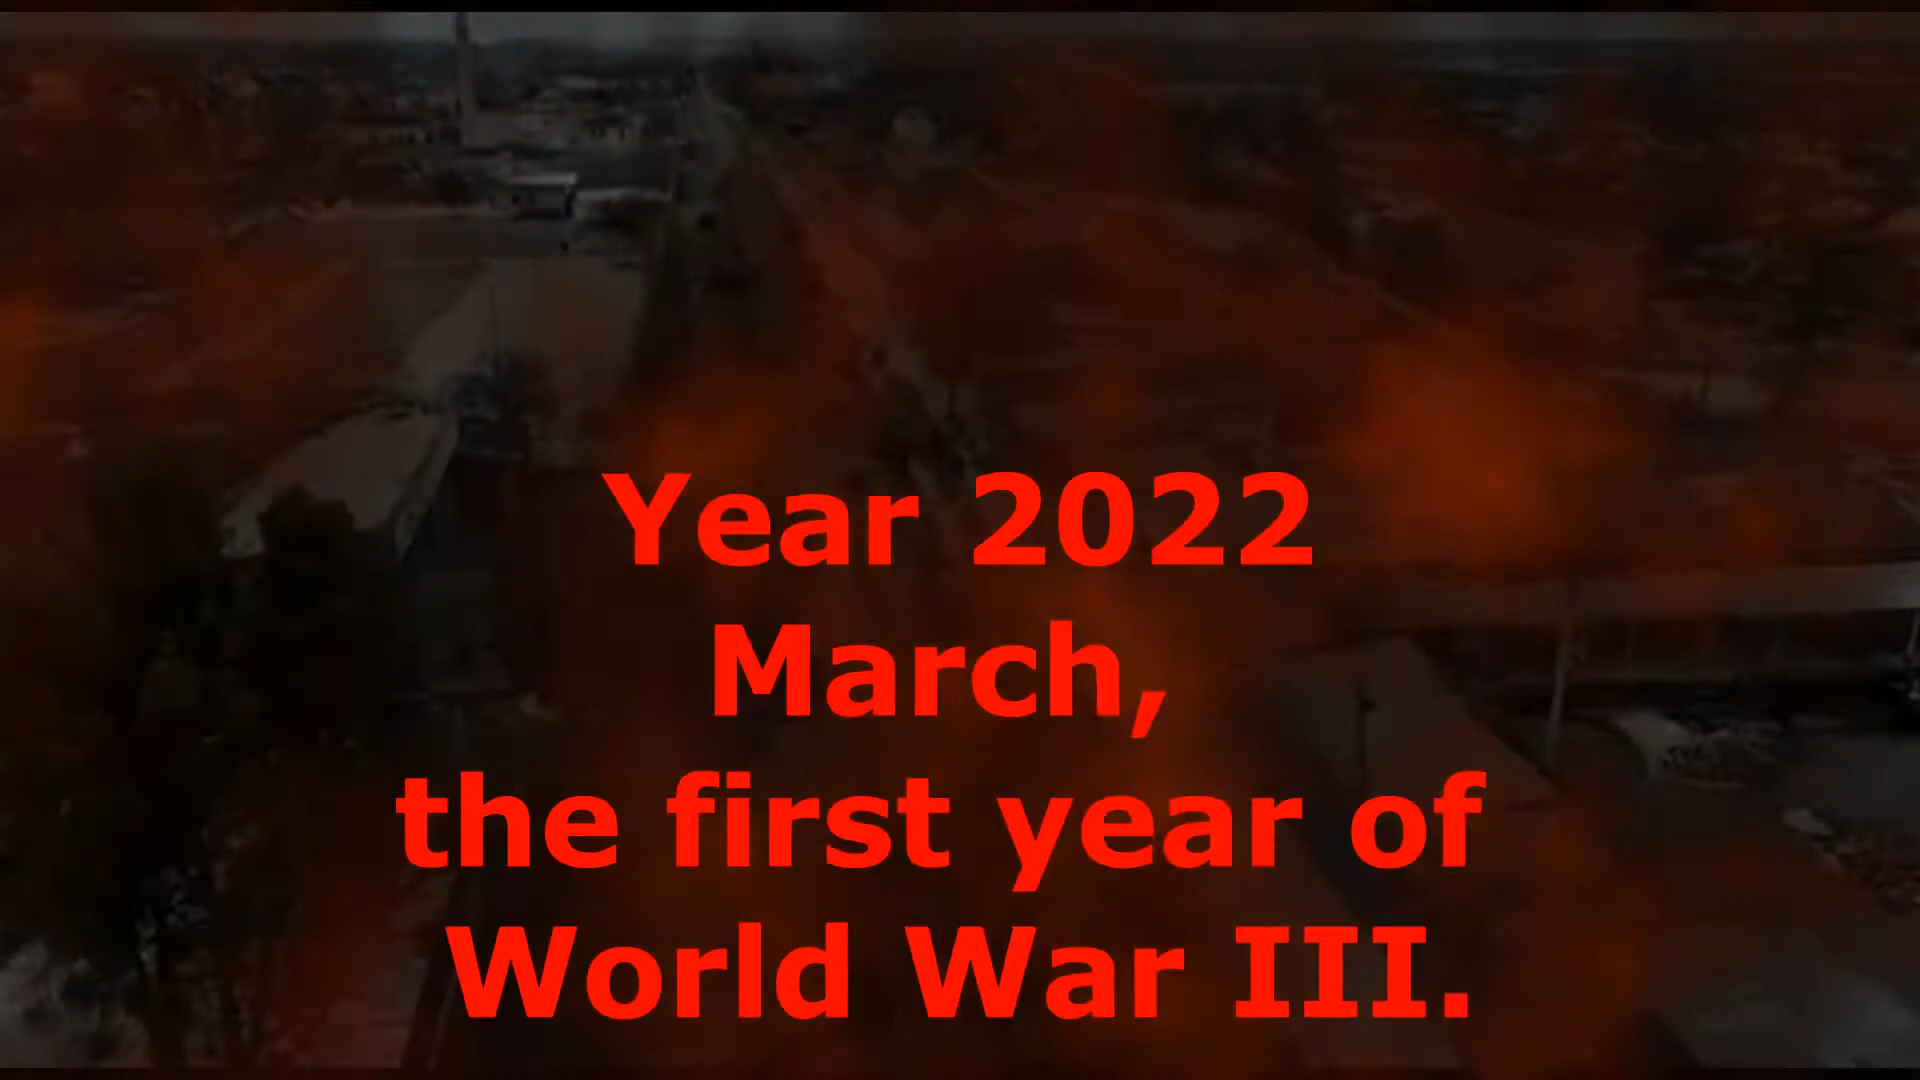 Year 2022
March,
the first year of
World War III.